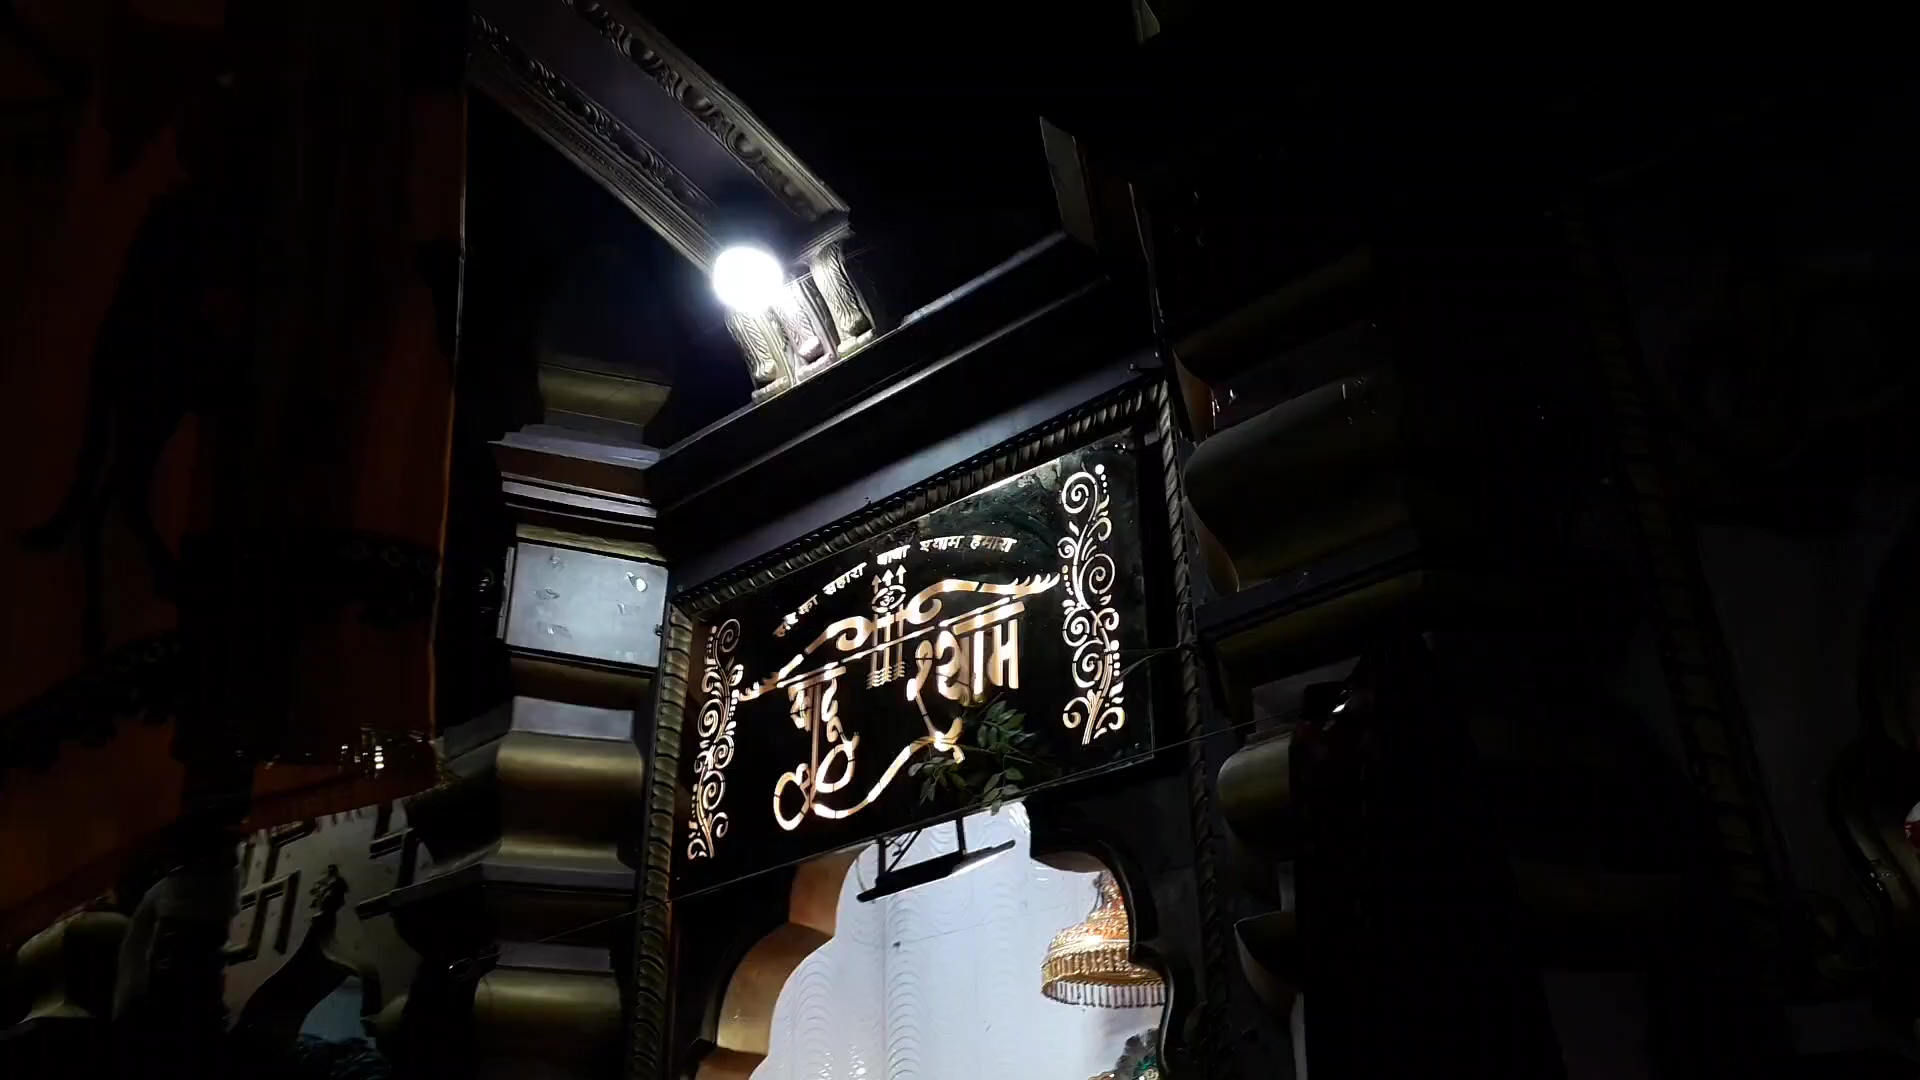 हारे का सहारा बाबा श्याम हमारा
ॐ
खाटू श्याम